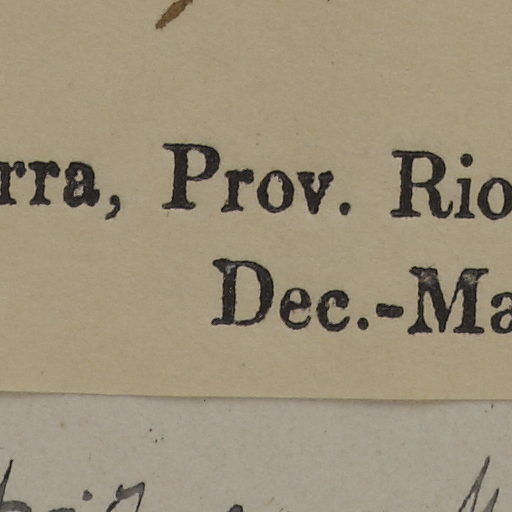 rra, Prov. Rio
Dec.-Ma